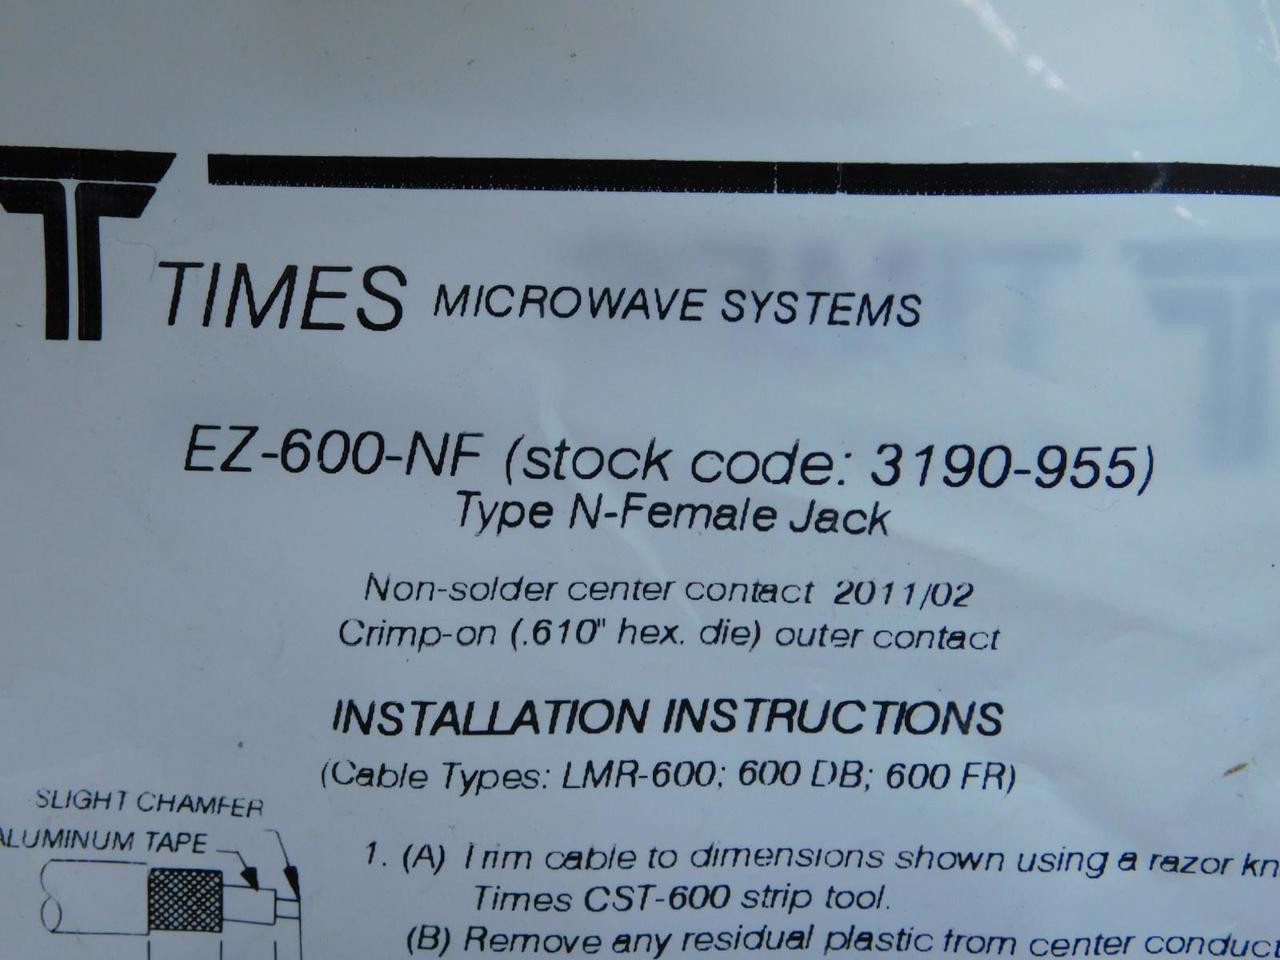 TIMES MICROWAVE SYSTEMS
EZ-600-NF (stock code: 3190-955)
Type N-Female Jack
Non-solder center contact 2011/02
Crimp-on (.610" hex. die) outer contact
INSTALLATION INSTRUCTIONS
(Cable Types: LMR-600; 600 DB; 600 FR)
SLIGHT CHAMFER
ALUMINUM TAPE
1. (A) Trim cable to dimensions shown using a razor kn
Times CST-600 strip tool.
(B) Remove any residual plastic from center conduct